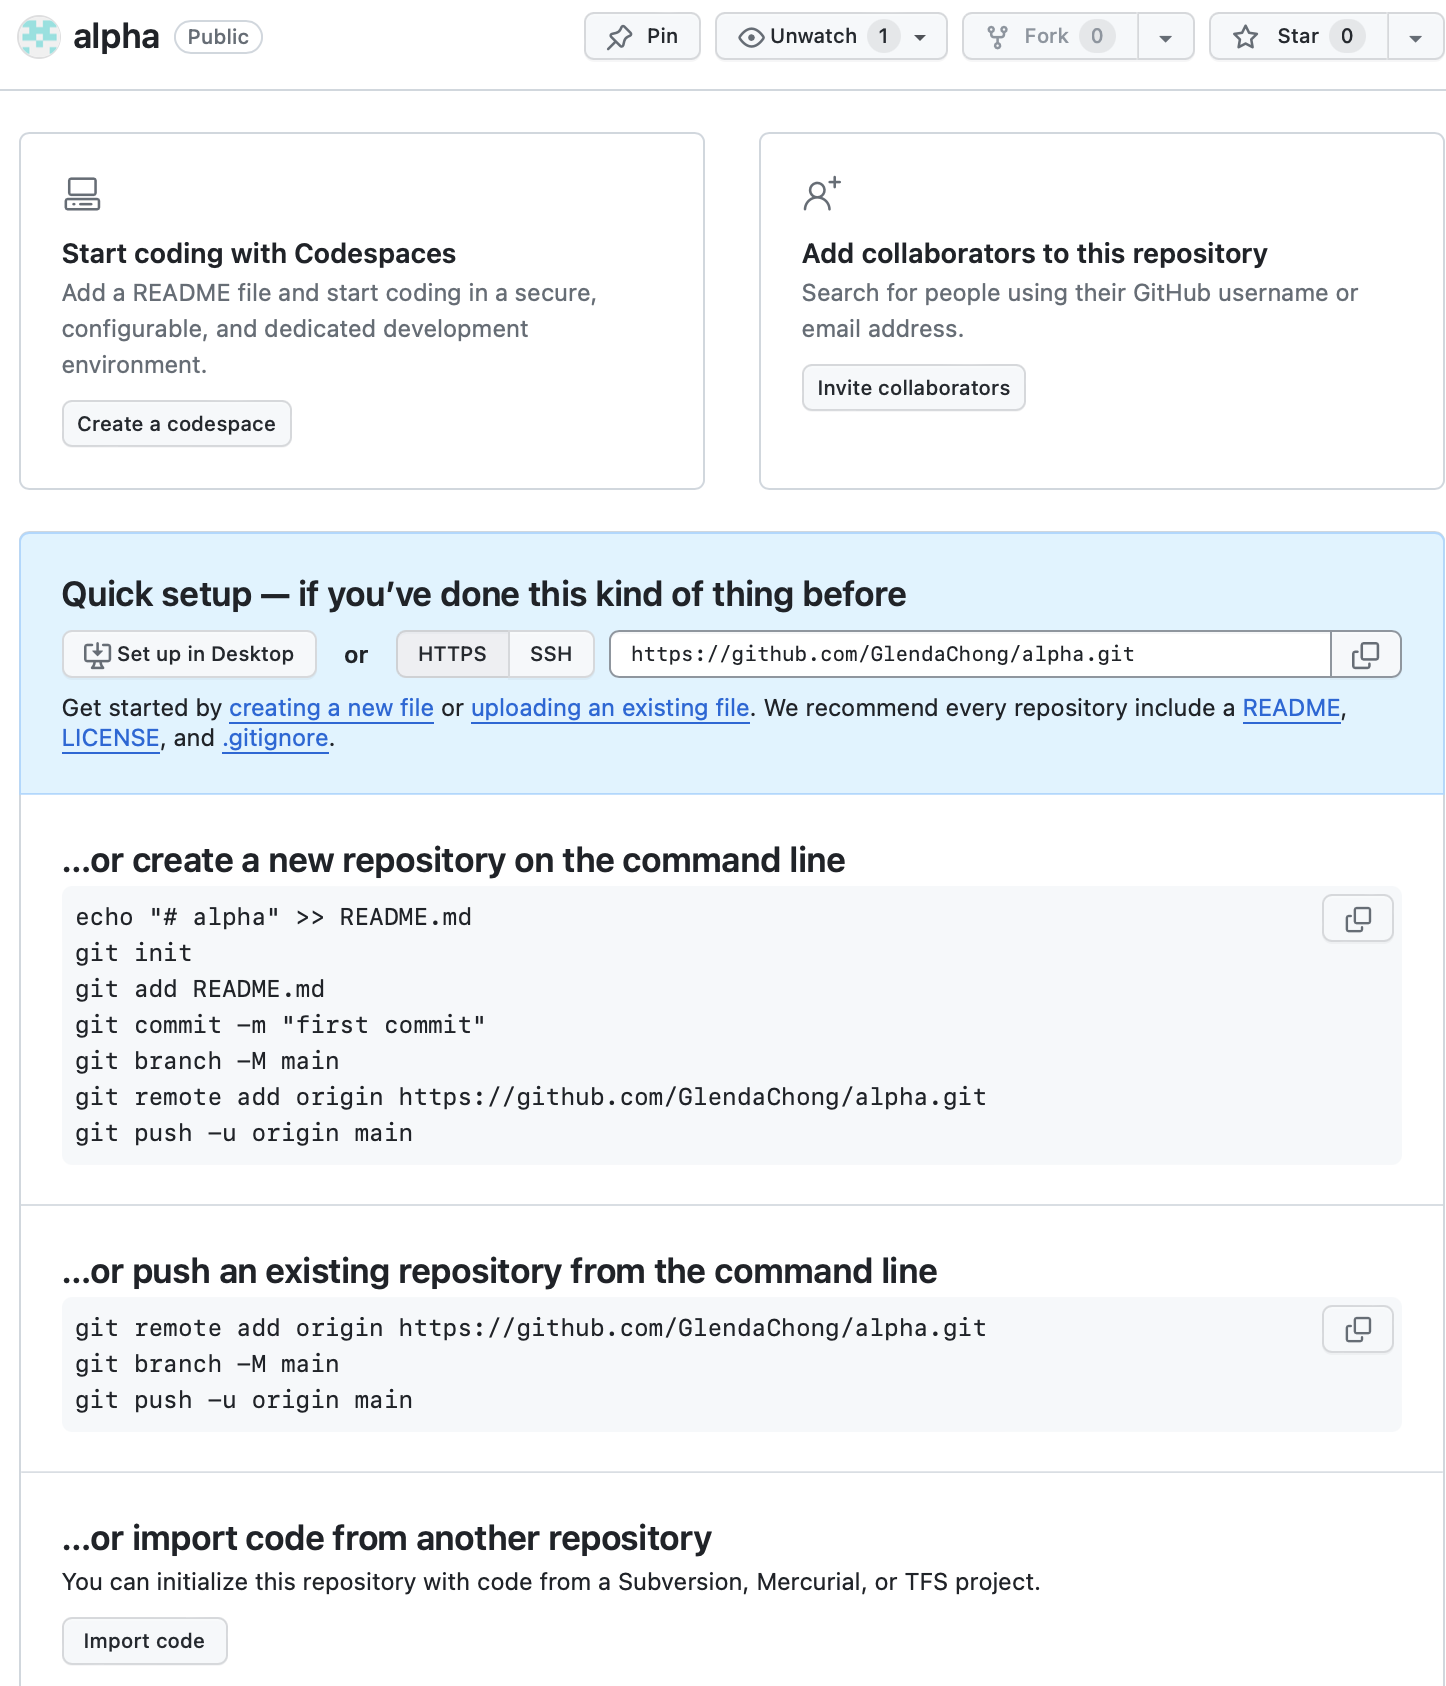 alpha Public Pin Unwatch 1 Fork 0 Star 0
Start coding with Codespaces
Add a README file and start coding in a secure,
configurable, and dedicated development
environment.
Create a codespace
Add collaborators to this repository
Search for people using their GitHub username or
email address.
Invite collaborators
Quick setup — if you’ve done this kind of thing before
Set up in Desktop or HTTPS SSH https://github.com/GlendaChong/alpha.git
Get started by creating a new file or uploading an existing file. We recommend every repository include a README,
LICENSE, and .gitignore.
…or create a new repository on the command line
echo "# alpha" >> README.md
git init
git add README.md
git commit -m "first commit"
git branch -M main
git remote add origin https://github.com/GlendaChong/alpha.git
git push -u origin main
…or push an existing repository from the command line
git remote add origin https://github.com/GlendaChong/alpha.git
git branch -M main
git push -u origin main
…or import code from another repository
You can initialize this repository with code from a Subversion, Mercurial, or TFS project.
Import code